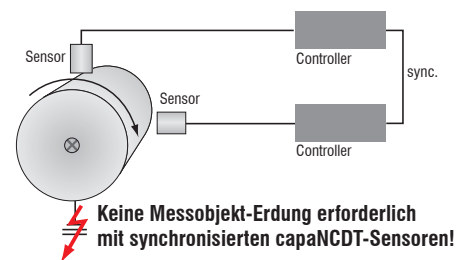 Sensor
Controller
sync.
Sensor
Controller
Keine Messobjekt-Erdung erforderlich
mit synchronisierten capaNCDT-Sensoren!